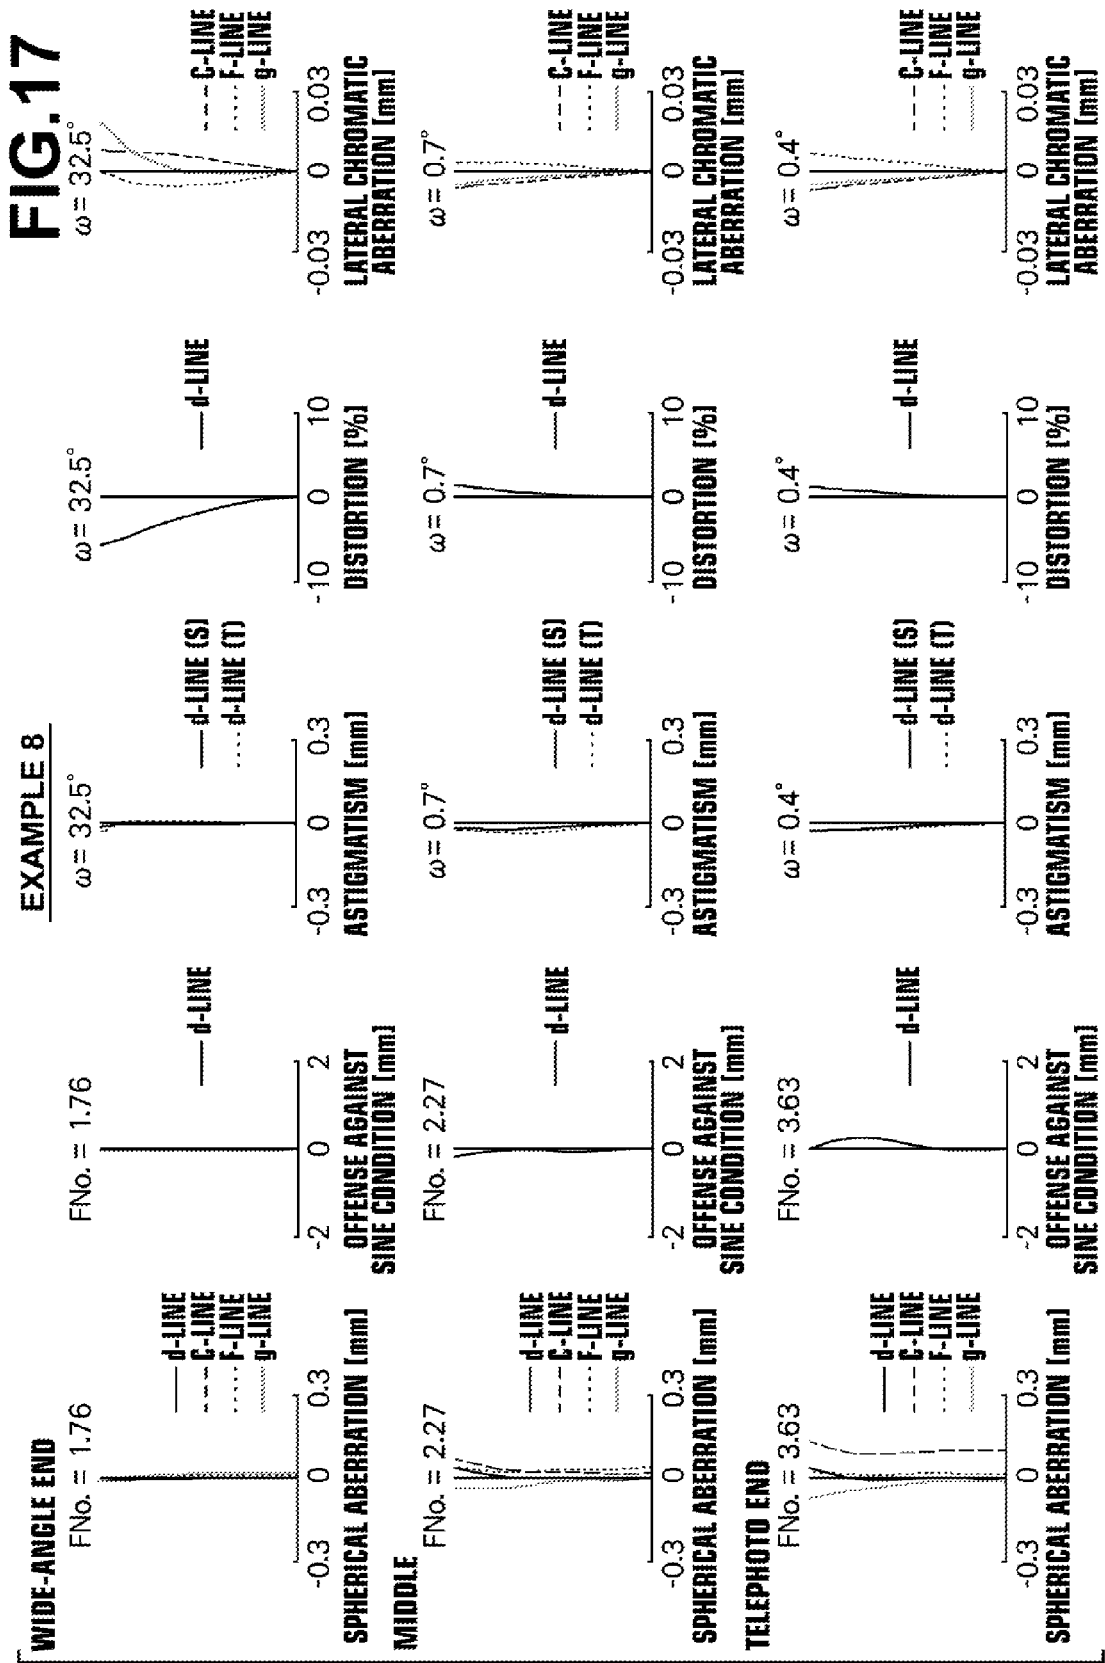 FIG.17
EXAMPLE 8
WIDE-ANGLE END
FNo. = 1.76
d-LINE
C-LINE
F-LINE
g-LINE
-0.3 0 0.3
SPHERICAL ABERRATION [mm]
FNo. = 1.76
d-LINE
-2 0 2
OFFENSE AGAINST
SINE CONDITION [mm]
ω= 32.5°
d-LINE (S)
d-LINE (T)
-0.3 0 0.3
ASTIGMATISM [mm]
ω= 32.5°
d-LINE
-10 0 10
DISTORTION [%]
ω= 32.5°
C-LINE
F-LINE
g-LINE
-0.03 0 0.03
LATERAL CHROMATIC
ABERRATION [mm]
MIDDLE
FNo. = 2.27
d-LINE
C-LINE
F-LINE
g-LINE
-0.3 0 0.3
SPHERICAL ABERRATION [mm]
FNo. = 2.27
d-LINE
-2 0 2
OFFENSE AGAINST
SINE CONDITION [mm]
ω= 0.7°
d-LINE (S)
d-LINE (T)
-0.3 0 0.3
ASTIGMATISM [mm]
ω= 0.7°
d-LINE
-10 0 10
DISTORTION [%]
ω= 0.7°
C-LINE
F-LINE
g-LINE
-0.03 0 0.03
LATERAL CHROMATIC
ABERRATION [mm]
TELEPHOTO END
FNo. = 3.63
d-LINE
C-LINE
F-LINE
g-LINE
-0.3 0 0.3
SPHERICAL ABERRATION [mm]
FNo. = 3.63
d-LINE
-2 0 2
OFFENSE AGAINST
SINE CONDITION [mm]
ω= 0.4°
d-LINE (S)
d-LINE (T)
-0.3 0 0.3
ASTIGMATISM [mm]
ω= 0.4°
d-LINE
-10 0 10
DISTORTION [%]
ω= 0.4°
C-LINE
F-LINE
g-LINE
-0.03 0 0.03
LATERAL CHROMATIC
ABERRATION [mm]